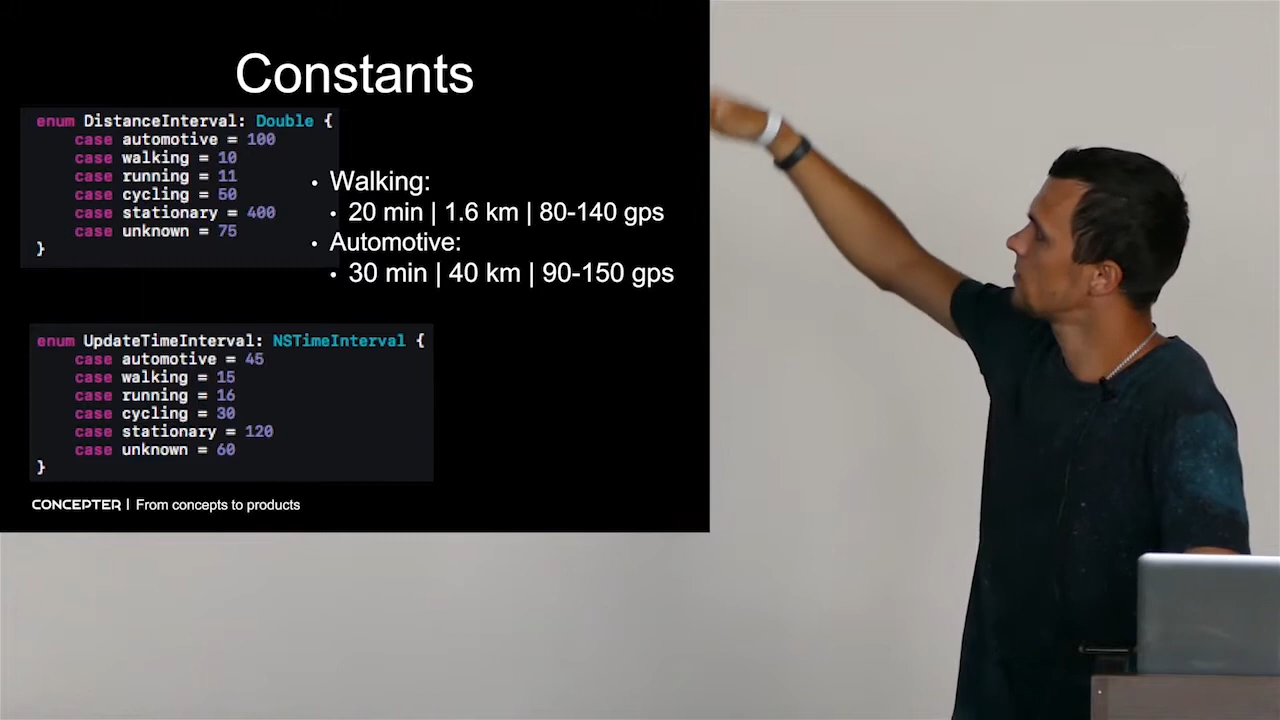 Constants
enum DistanceInterval: Double {
case automotive = 100
case walking = 10
case running = 11
case cycling = 50
case stationary = 400
case unknown = 75
}
• Walking:
• 20 min | 1.6 km | 80-140 gps
• Automotive:
• 30 min | 40 km | 90-150 gps
enum UpdateTimeInterval: NSTimeInterval {
case automotive = 45
case walking = 15
case running = 16
case cycling = 30
case stationary = 120
case unknown = 60
}
CONCEPTER | From concepts to products